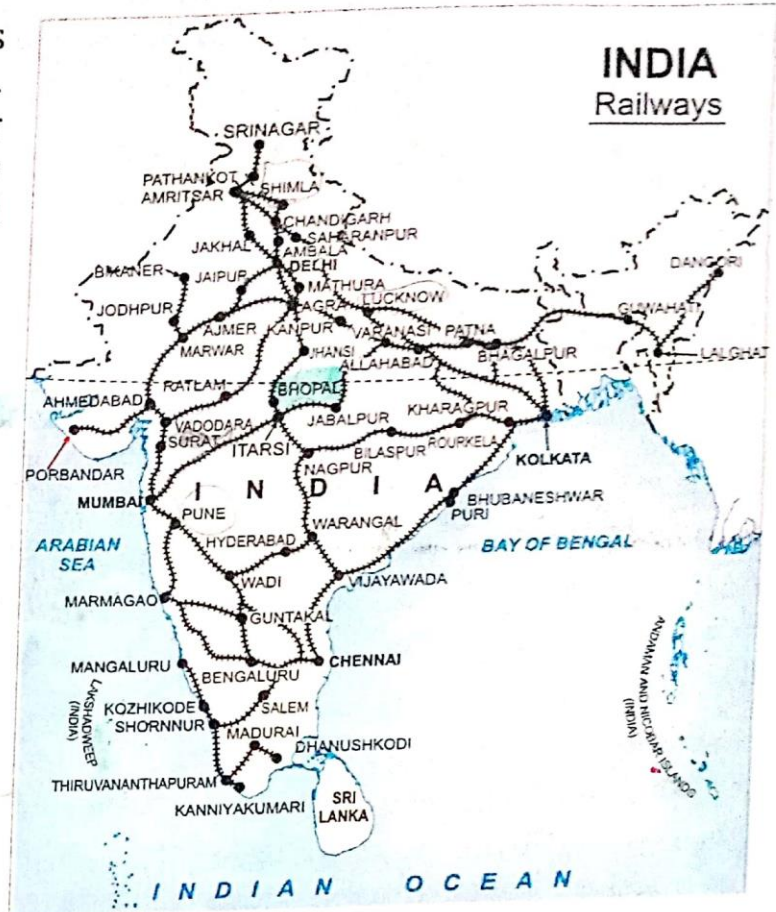 S
INDIA
Railways
SRINAGAR
PATHANKOT
AMRITSAR
SHIMLA
CHANDIGARH
SAHARANPUR
JAKHAL
AMBALA
DELHI
DANGORI
BIKANER
JAIPUR
MATHURA
AGRA
LUCKNOW
JODHPUR
GUWAHATI
AJMER
KANPUR
VARANASI
PATNA
MARWAR
JHANSI
ALLAHABAD
BHAGALPUR
LALGHAT
RATLAM
BHOPAL
AHMEDABAD
VADODARA
JABALPUR
KHARAGPUR
SURAT
ITARSI
BILASPUR
ROURKELA
KOLKATA
PORBANDAR
NAGPUR
MUMBAI
INDIA
BHUBANESHWAR
PUNE
PURI
WARANGAL
ARABIAN
SEA
HYDERABAD
BAY OF BENGAL
WADI
VIJAYAWADA
MARMAGAO
GUNTAKAL
MANGALURU
BENGALURU
CHENNAI
LAKSHADWEEP
(INDIA)
ANDAMAN AND NICOBAR ISLANDS
(INDIA)
KOZHIKODE
SALEM
SHORNNUR
MADURAI
DHANUSHKODI
THIRUVANANTHAPURAM
KANNIYAKUMARI
SRI
LANKA
INDIAN OCEAN